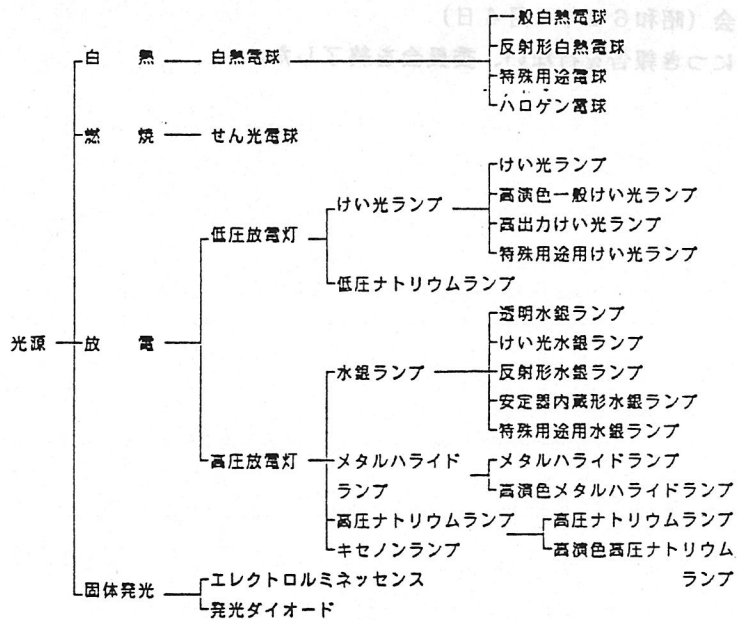 一般白熱電球
反射形白熱電球
白　熱
白熱電球
特殊用途電球
ハロゲン電球
燃　焼
せん光電球
けい光ランプ
高演色一般けい光ランプ
けい光ランプ
高出力けい光ランプ
低圧放電灯
特殊用途用けい光ランプ
低圧ナトリウムランプ
透明水銀ランプ
光源
放　電
けい光水銀ランプ
水銀ランプ
反射形水銀ランプ
安定器内蔵形水銀ランプ
特殊用途用水銀ランプ
高圧放電灯
メタルハライド
ランプ
メタルハライドランプ
高演色メタルハライドランプ
高圧ナトリウムランプ
高圧ナトリウムランプ
キセノンランプ
高演色高圧ナトリウム
ランプ
固体発光
エレクトロルミネッセンス
発光ダイオード